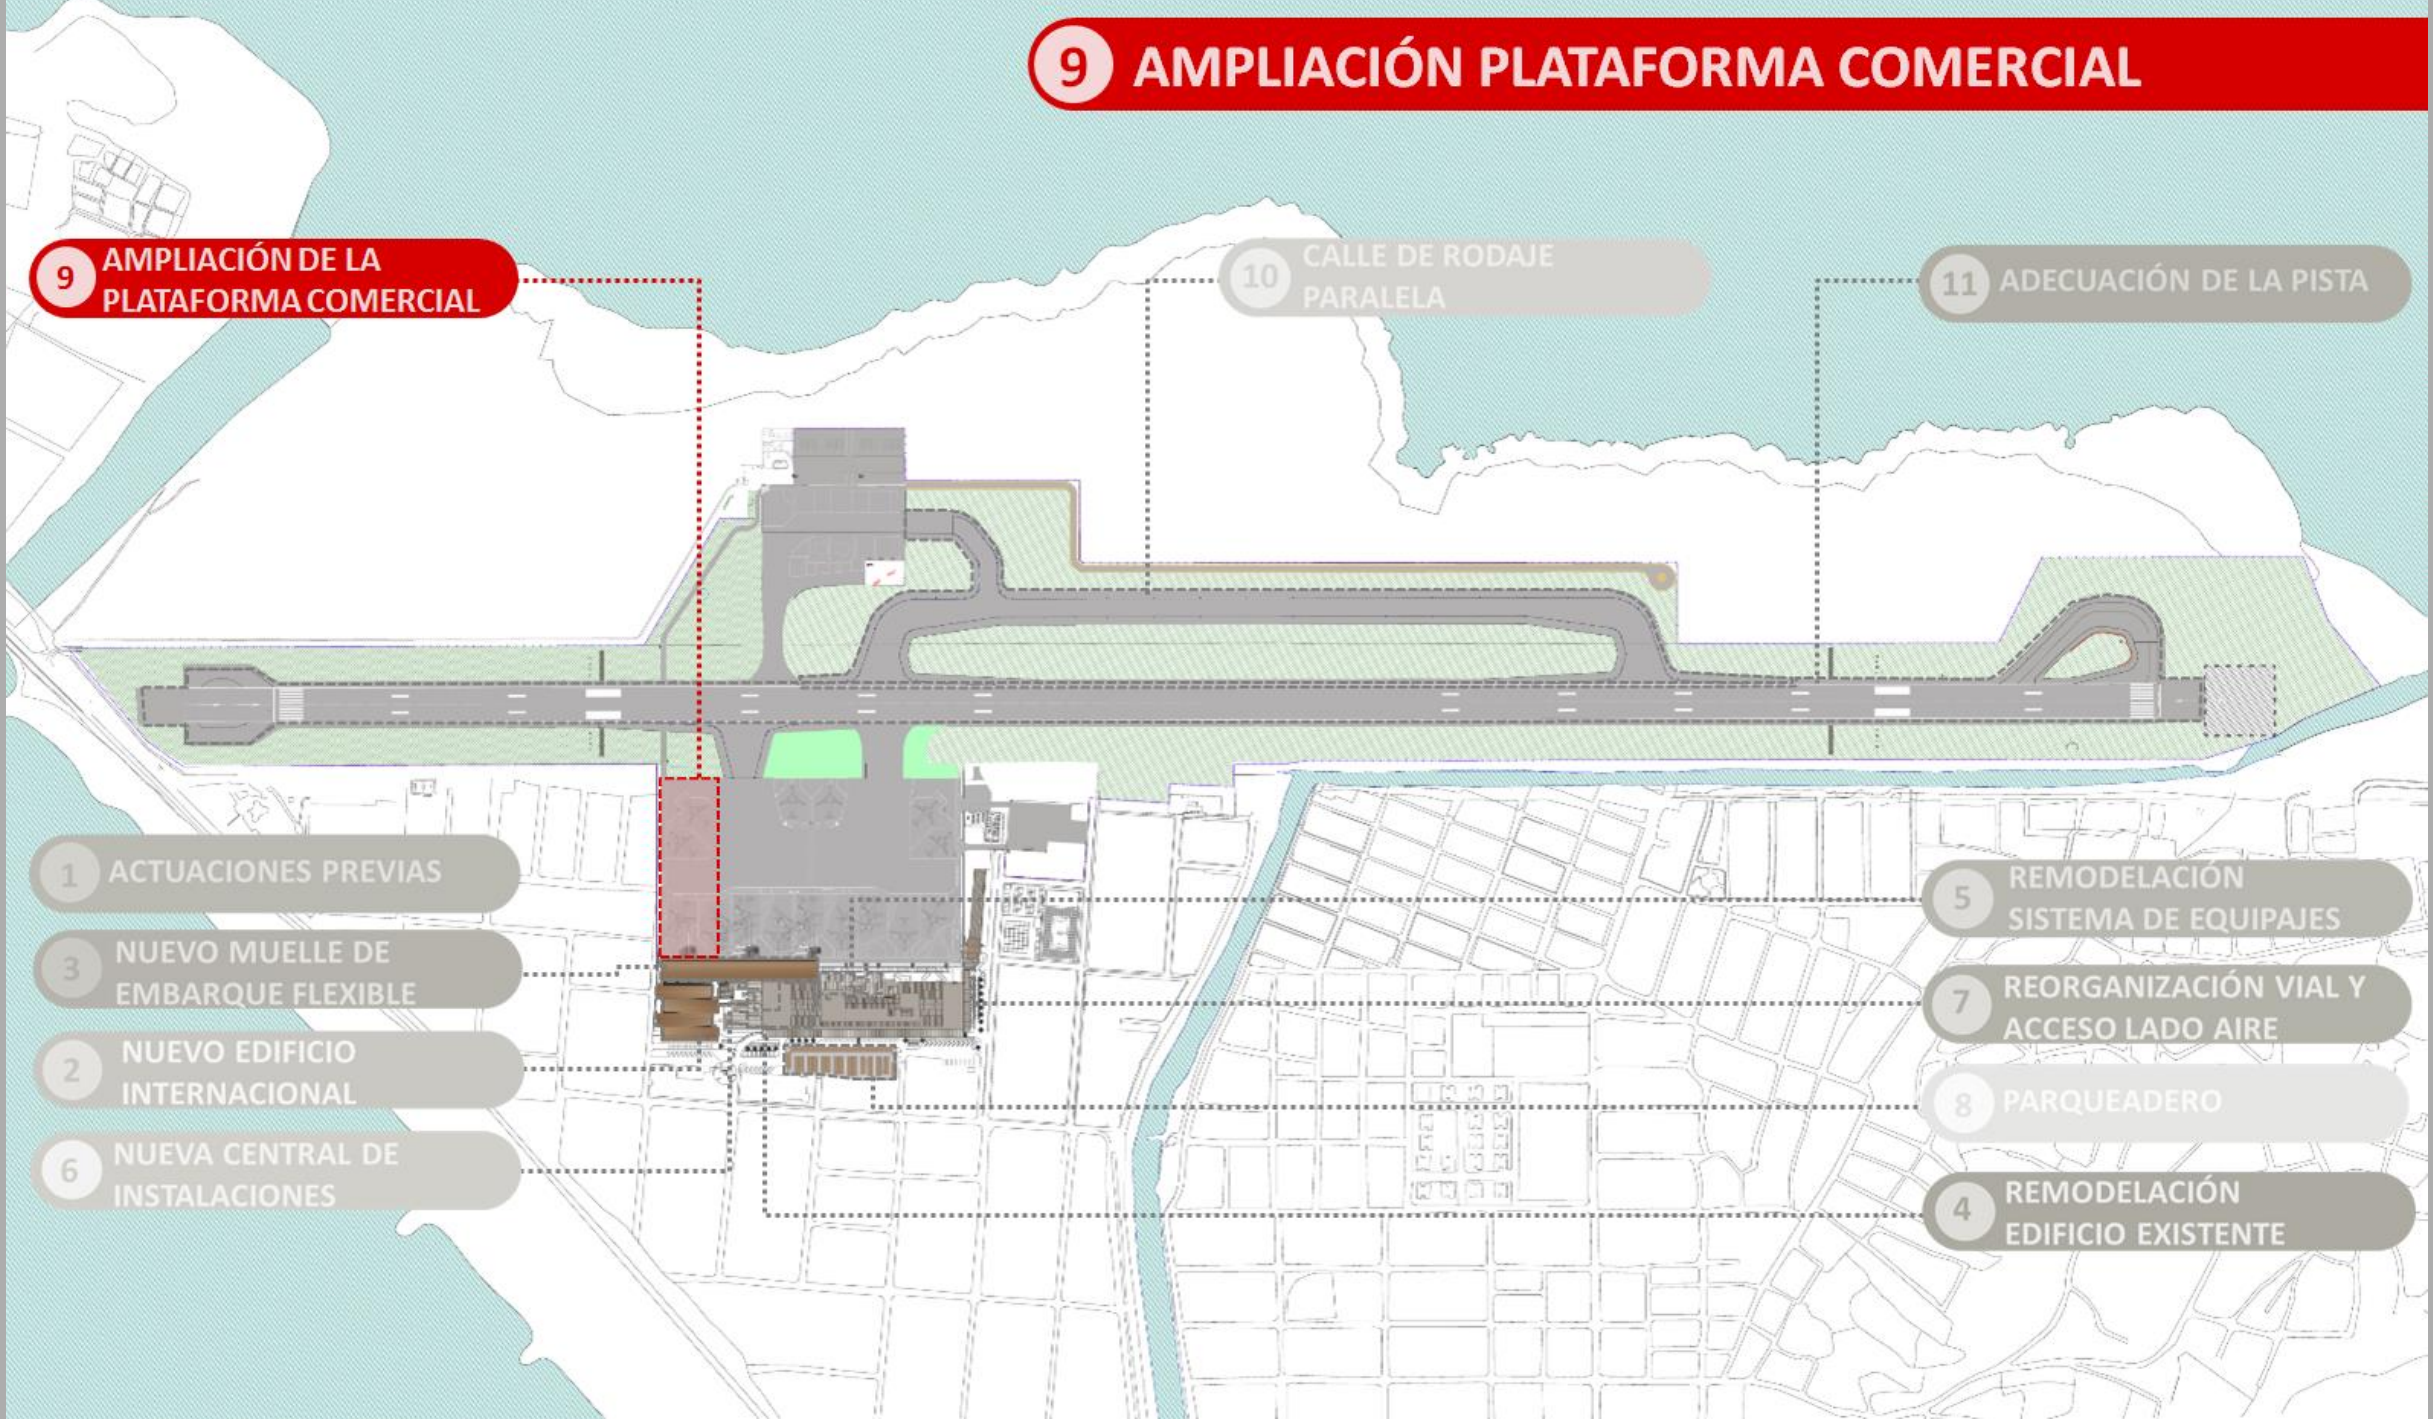 9 AMPLIACIÓN PLATAFORMA COMERCIAL
9 AMPLIACIÓN DE LA
PLATAFORMA COMERCIAL
10 CALLE DE RODAJE
PARALELA
11 ADECUACIÓN DE LA PISTA
1 ACTUACIONES PREVIAS
3 NUEVO MUELLE DE
EMBARQUE FLEXIBLE
2 NUEVO EDIFICIO
INTERNACIONAL
6 NUEVA CENTRAL DE
INSTALACIONES
5 REMODELACIÓN
SISTEMA DE EQUIPAJES
7 REORGANIZACIÓN VIAL Y
ACCESO LADO AIRE
8 PARQUEADERO
4 REMODELACIÓN
EDIFICIO EXISTENTE